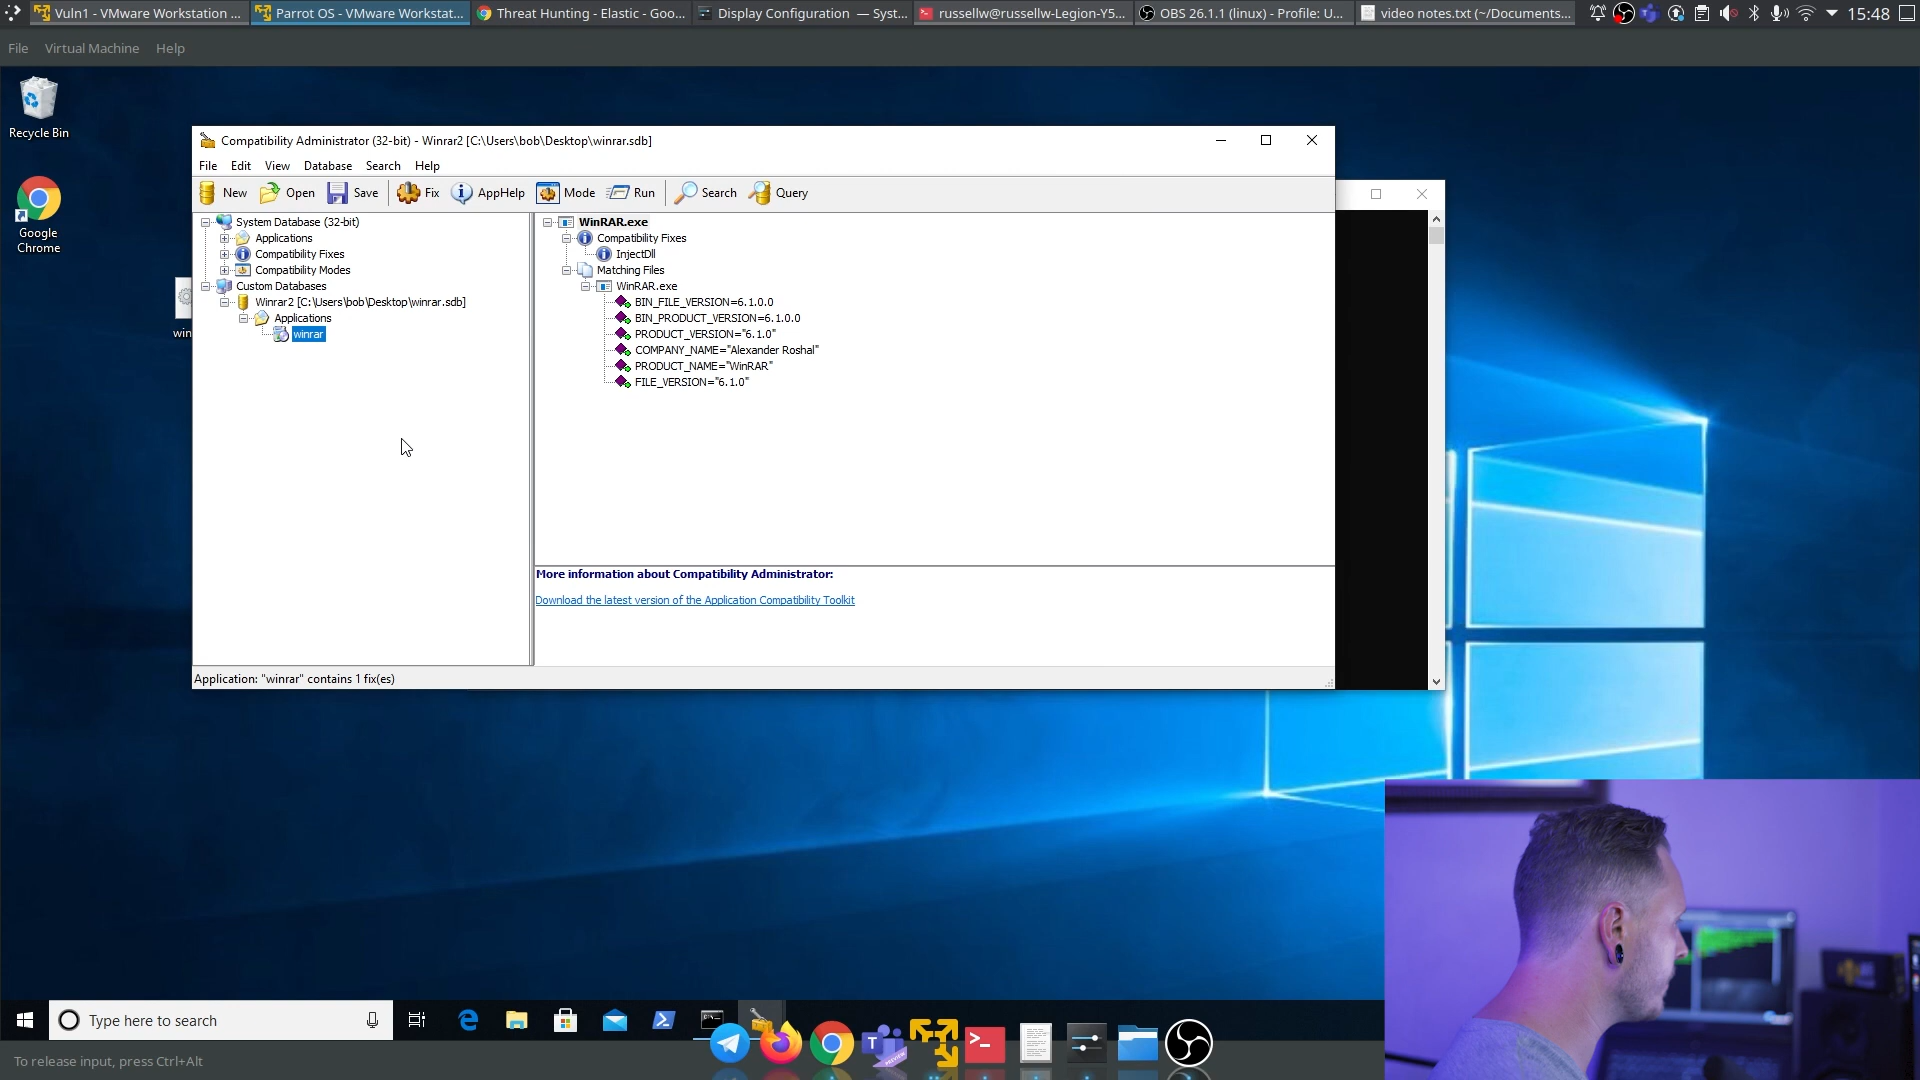 Vuln1 - VMware Workstation ...
Parrot OS - VMware Workstat...
Threat Hunting - Elastic - Goo...
Display Configuration — Syst...
russellw@russellw-Legion-Y5...
OBS 26.1.1 (linux) - Profile: U...
video notes.txt (~/Documents...
15:48
File Virtual Machine Help
Recycle Bin
Google
Chrome
win
Compatibility Administrator (32-bit) - Winrar2 [C:\Users\bob\Desktop\winrar.sdb]
File Edit View Database Search Help
New Open Save Fix AppHelp Mode Run Search Query
System Database (32-bit)
Applications
Compatibility Fixes
Compatibility Modes
Custom Databases
Winrar2 [C:\Users\bob\Desktop\winrar.sdb]
Applications
winrar
WinRAR.exe
Compatibility Fixes
InjectDll
Matching Files
WinRAR.exe
BIN_FILE_VERSION=6.1.0.0
BIN_PRODUCT_VERSION=6.1.0.0
PRODUCT_VERSION="6.1.0"
COMPANY_NAME="Alexander Roshal"
PRODUCT_NAME="WinRAR"
FILE_VERSION="6.1.0"
More information about Compatibility Administrator:
Download the latest version of the Application Compatibility Toolkit
Application: "winrar" contains 1 fix(es)
Type here to search
To release input, press Ctrl+Alt